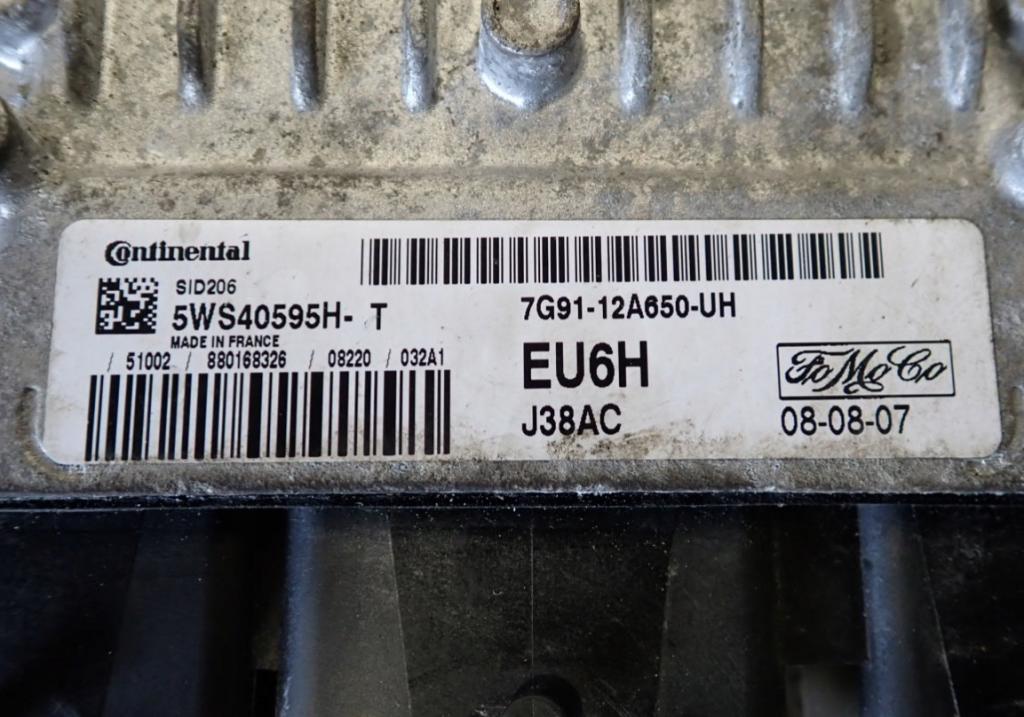 Continental
SID206
5WS40595H- T
MADE IN FRANCE
/ 51002 / 880168326 / 08220 / 032A1
7G91-12A650-UH
EU6H
J38AC
FoMoCo
08-08-07